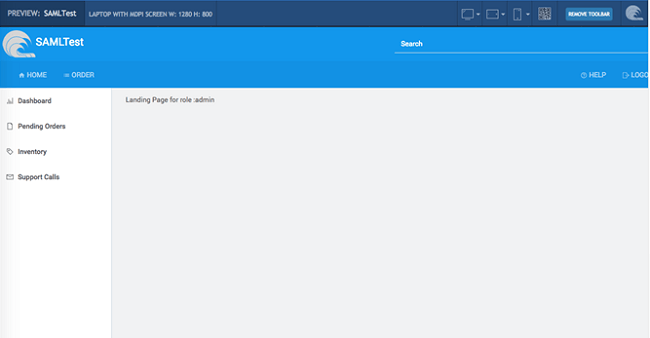 PREVIEW: SAMLTest LAPTOP WITH MDPI SCREEN W: 1280 H: 800 REMOVE TOOLBAR
SAMLTest
Search
HOME ORDER HELP LOGO
Dashboard
Landing Page for role :admin
Pending Orders
Inventory
Support Calls